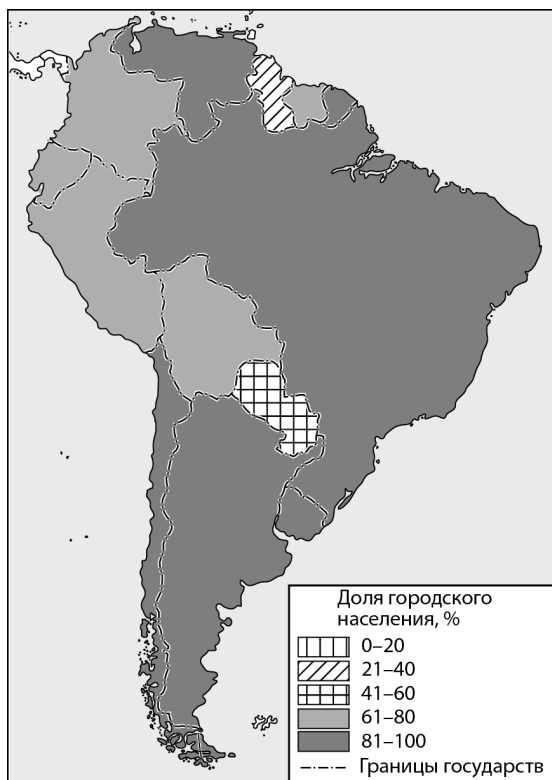 Доля городского
населения, %
0–20
21–40
41–60
61–80
81–100
Границы государств